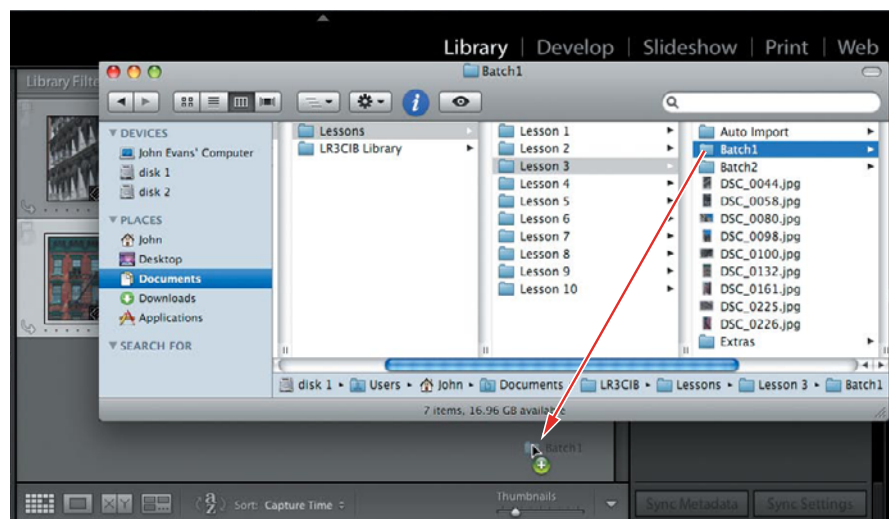 Library | Develop | Slideshow | Print | Web
Library Filte
Batch1
DEVICES
John Evans' Computer
disk 1
disk 2
PLACES
John
Desktop
Documents
Downloads
Applications
SEARCH FOR
Lessons
LR3CIB Library
Lesson 1
Lesson 2
Lesson 3
Lesson 4
Lesson 5
Lesson 6
Lesson 7
Lesson 8
Lesson 9
Lesson 10
Auto Import
Batch1
Batch2
DSC_0044.jpg
DSC_0058.jpg
DSC_0080.jpg
DSC_0098.jpg
DSC_0100.jpg
DSC_0132.jpg
DSC_0161.jpg
DSC_0225.jpg
DSC_0226.jpg
Extras
disk 1 ▸ Users ▸ John ▸ Documents ▸ LR3CIB ▸ Lessons ▸ Lesson 3 ▸ Batch1
7 items, 16.96 GB available
Batch1
X Y
a z Sort: Capture Time
Thumbnails
Sync Metadata
Sync Settings